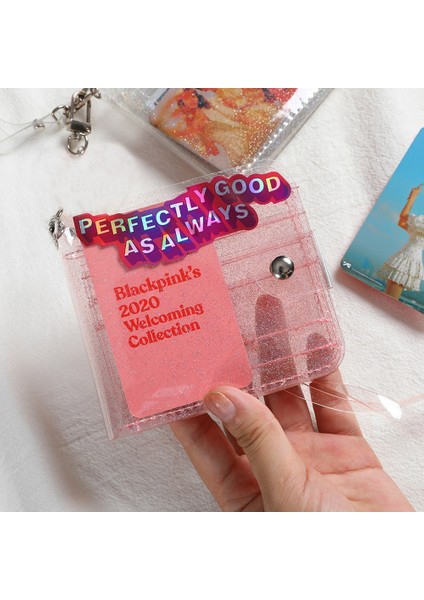 PERFECTLY GOOD
AS ALWAYS
Blackpink's
2020
Welcoming
Collection